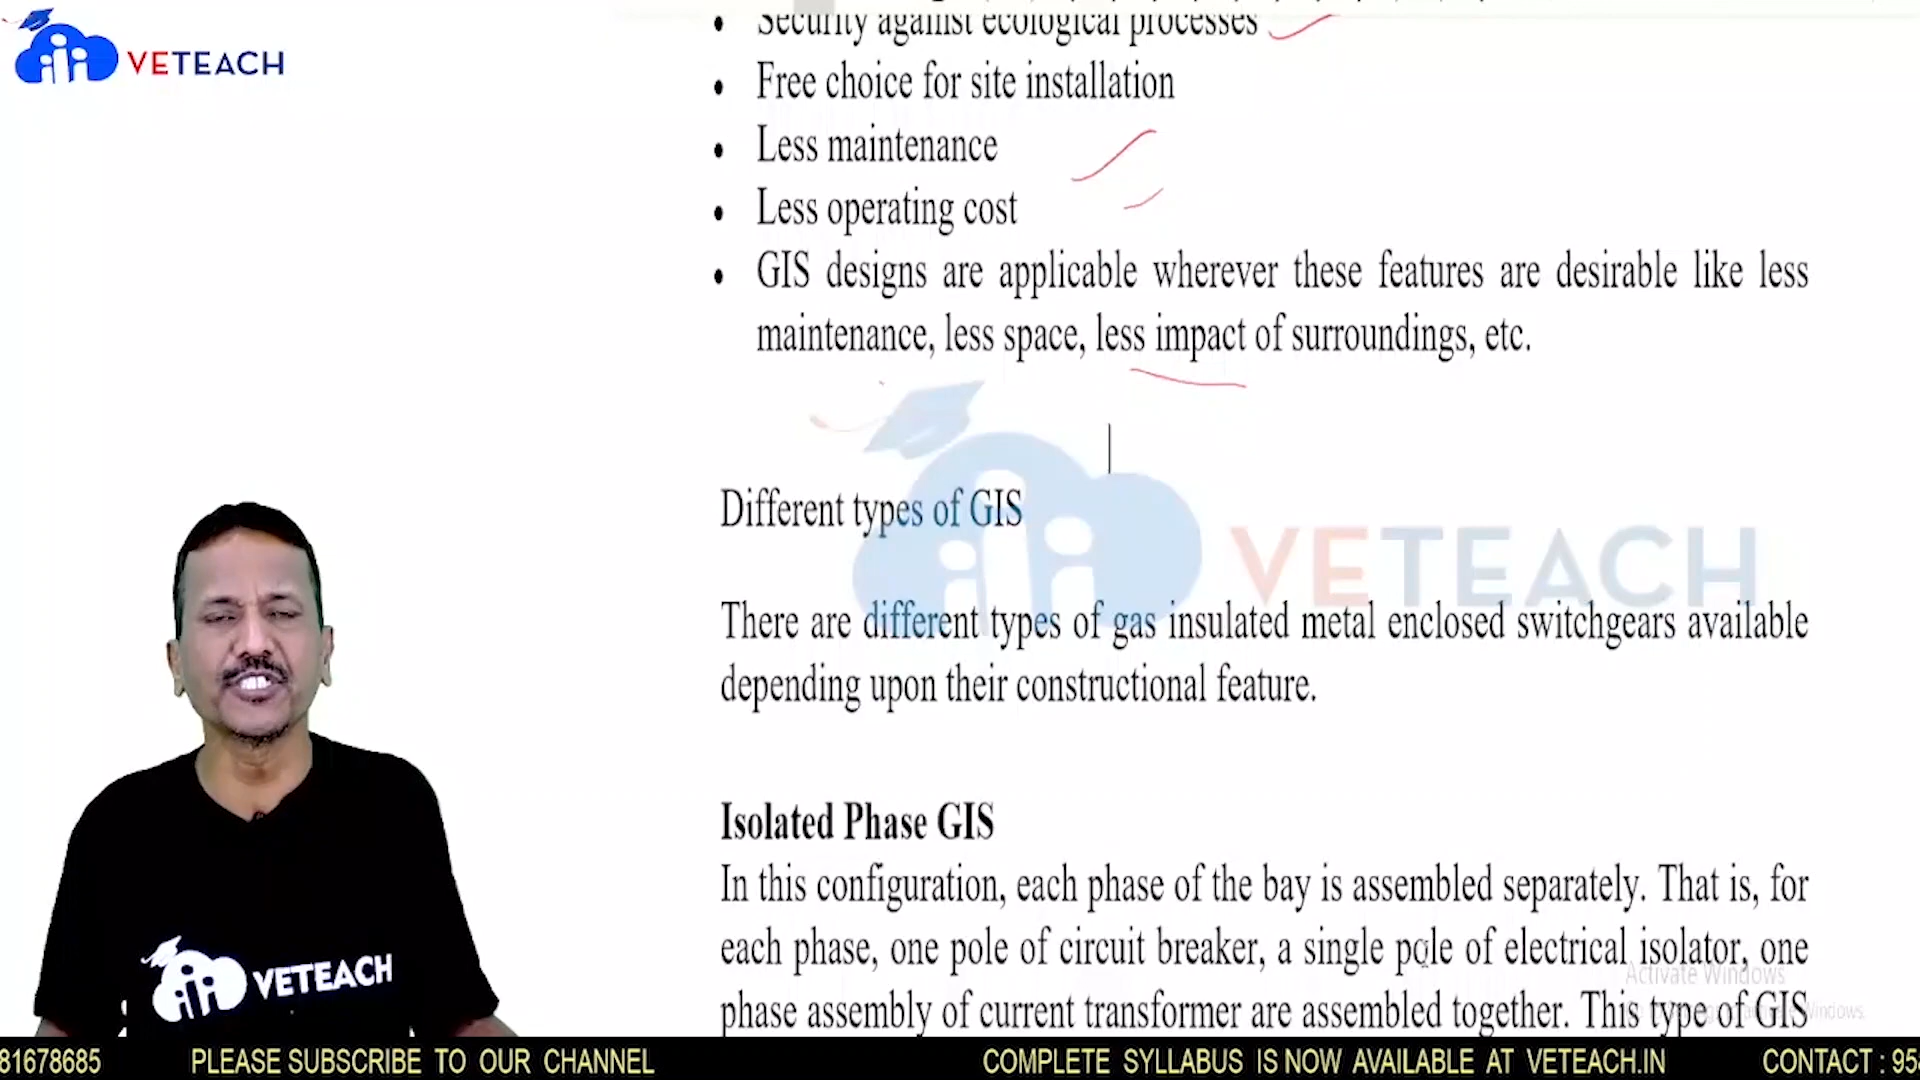 Security against ecological processes
VETEACH
Free choice for site installation
Less maintenance
Less operating cost
GIS designs are applicable wherever these features are desirable like less
maintenance, less space, less impact of surroundings, etc.
Different types of GIS
VETEACH
There are different types of gas insulated metal enclosed switchgears available
depending upon their constructional feature.
Isolated Phase GIS
In this configuration, each phase of the bay is assembled separately. That is, for
each phase, one pole of circuit breaker, a single pole of electrical isolator, one
Activate Windows
phase assembly of current transformer are assembled together. This type of GIS
VETEACH
81678685 PLEASE SUBSCRIBE TO OUR CHANNEL COMPLETE SYLLABUS IS NOW AVAILABLE AT VETEACH.IN CONTACT : 95